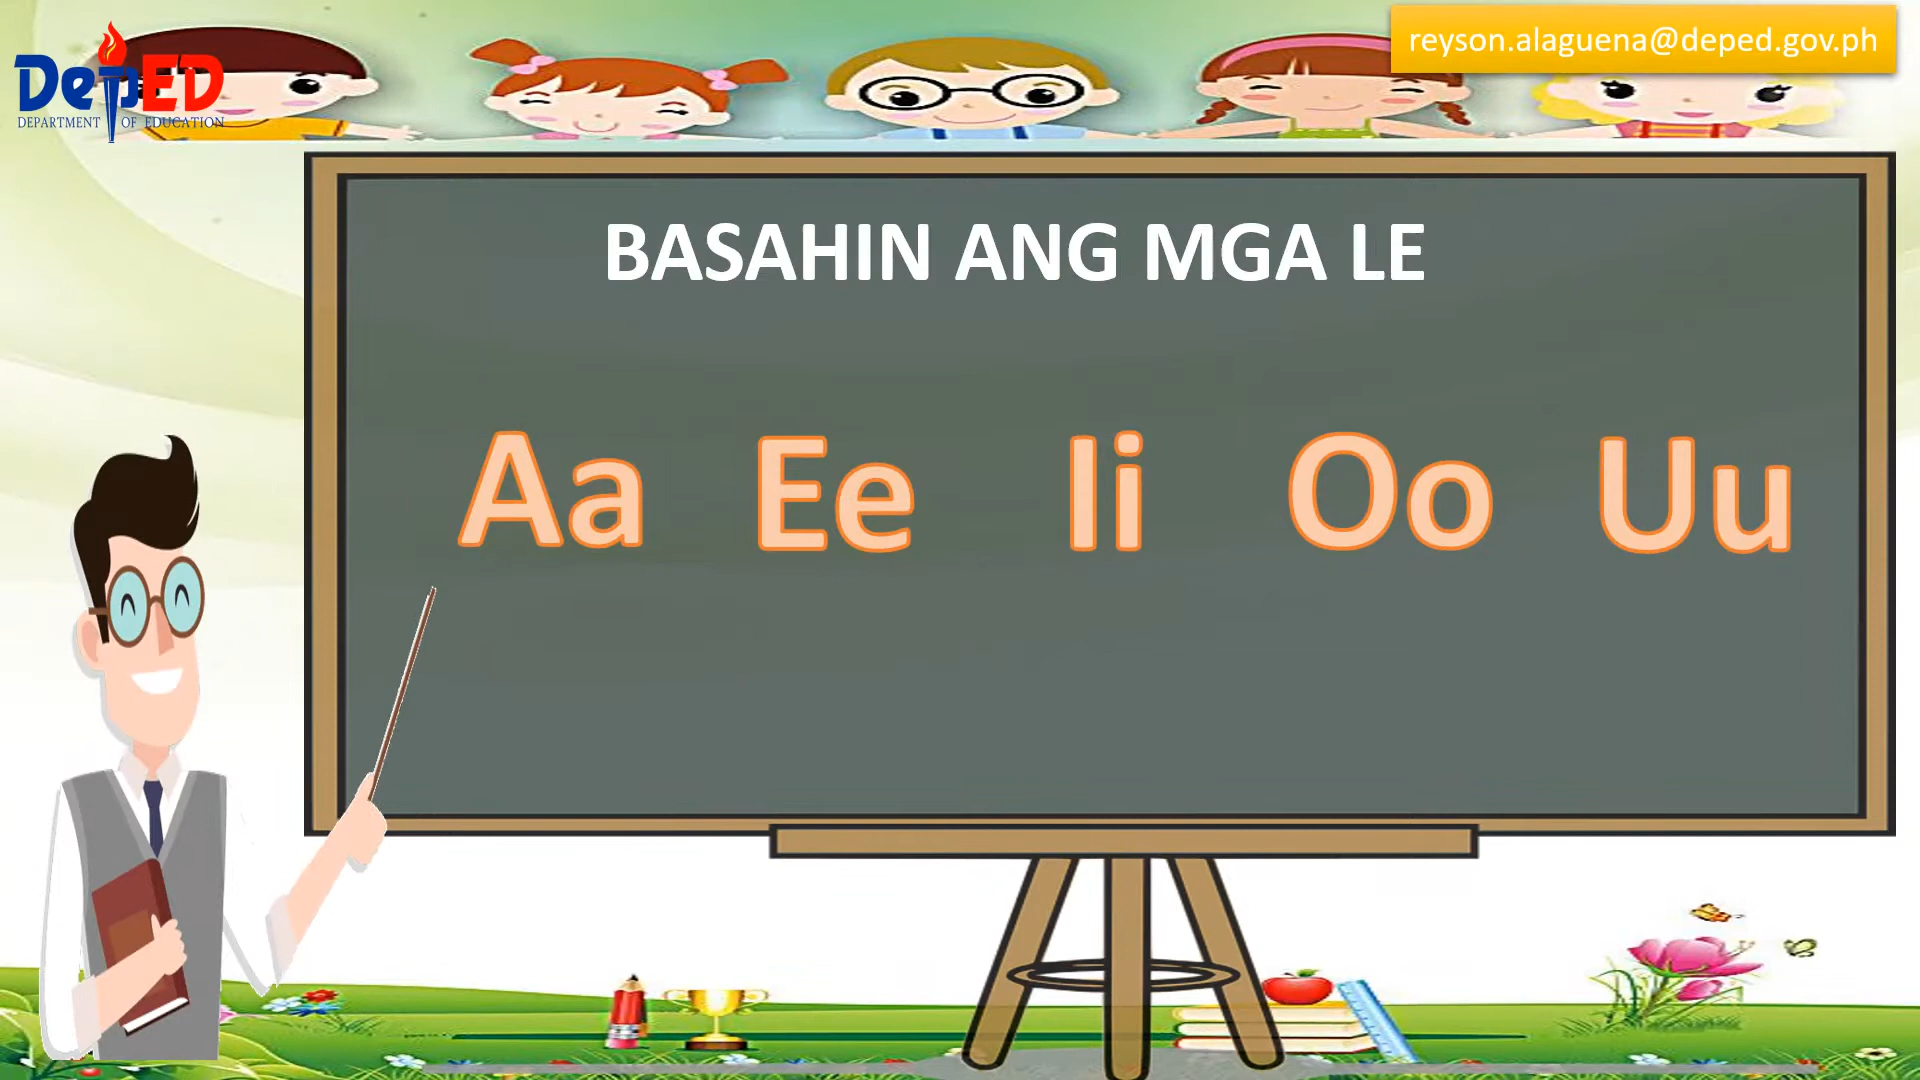 DepED
DEPARTMENT OF EDUCATION
reyson.alaguena@deped.gov.ph
BASAHIN ANG MGA LE
Aa Ee Ii Oo Uu